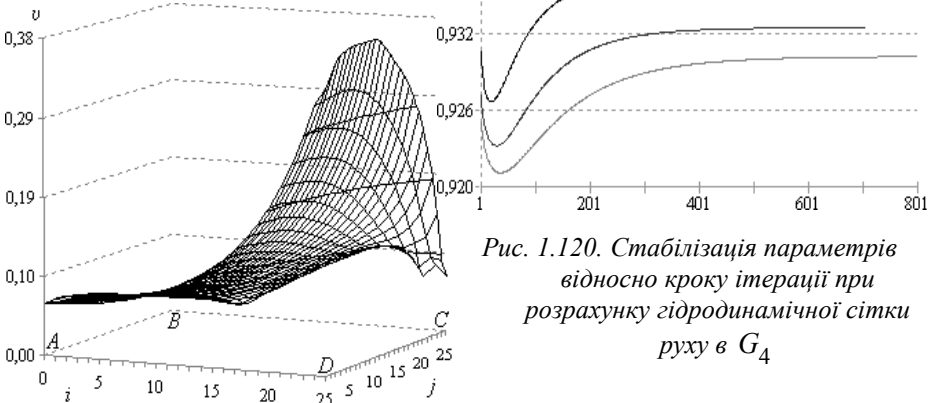 υ
0,38
0,29
0,19
0,10
0,00
A
B
C
D
0 5 10 15 20 25
i
5 10 15 20 25
j
0,932
0,926
0,920
1 201 401 601 801
Рис. 1.120. Стабілізація параметрів
відносно кроку ітерації при
розрахунку гідродинамічної сітки
руху в G4